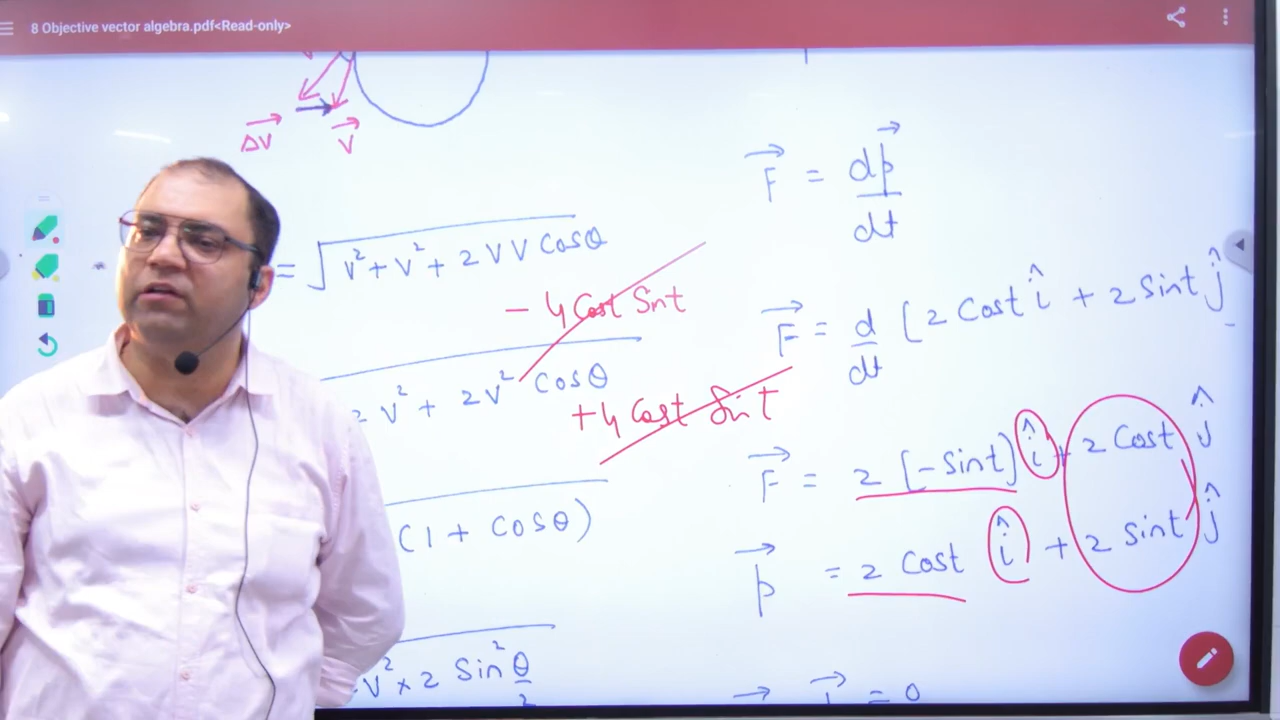 8 Objective vector algebra.pdf<Read-only>
ΔV⃗
V⃗
= √(V² + V² + 2 V V Cosθ
- 4 Cost Sint
2 V² + 2V² Cosθ
+4 Cost Sint
(1 + Cosθ)
V² × 2 Sin² θ/2
F⃗ = dp⃗/dt
F⃗ = d/dt [2 Cost î + 2 Sint ĵ
F⃗ = 2 [-Sint] î + 2 Cost ĵ
p⃗ = 2 Cost î + 2 Sint ĵ
= 0